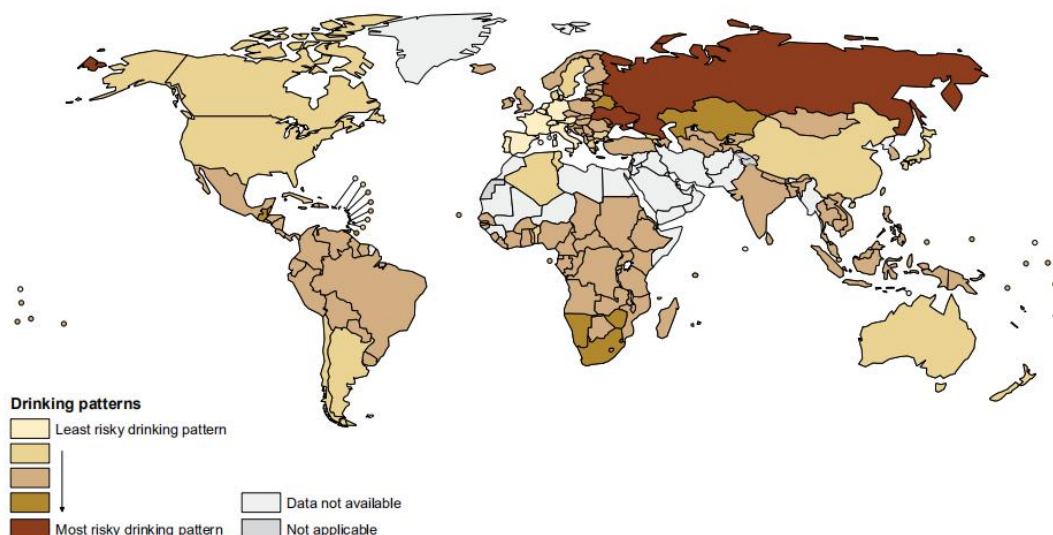 Drinking patterns
Least risky drinking pattern
Most risky drinking pattern
Data not available
Not applicable